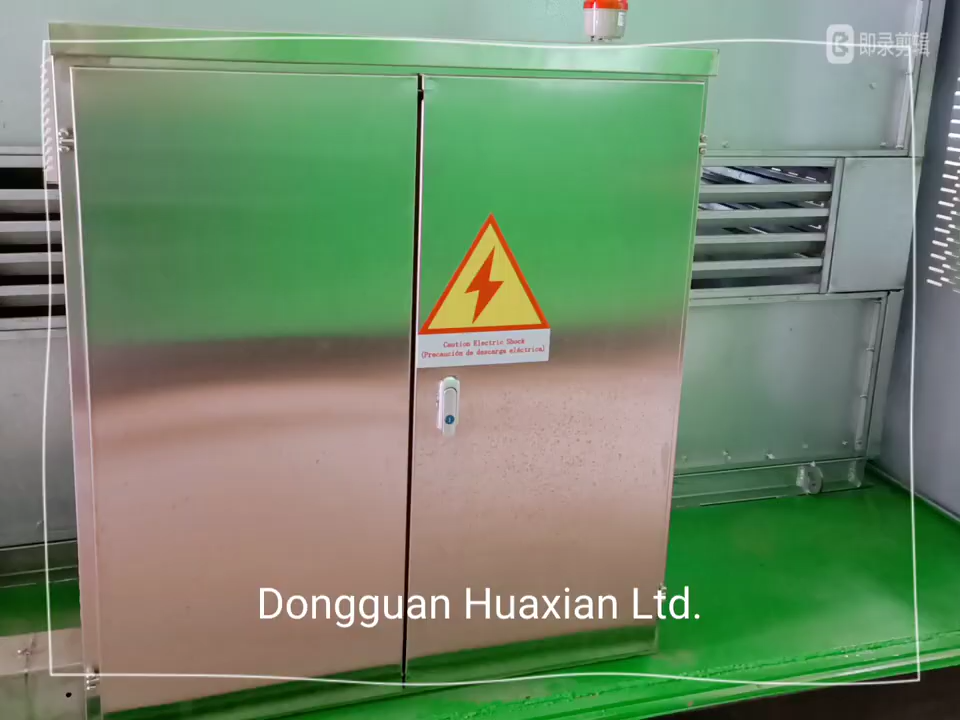 即录剪辑
Caution Electric Shock
(Precaución de descarga eléctrica)
Dongguan Huaxian Ltd.